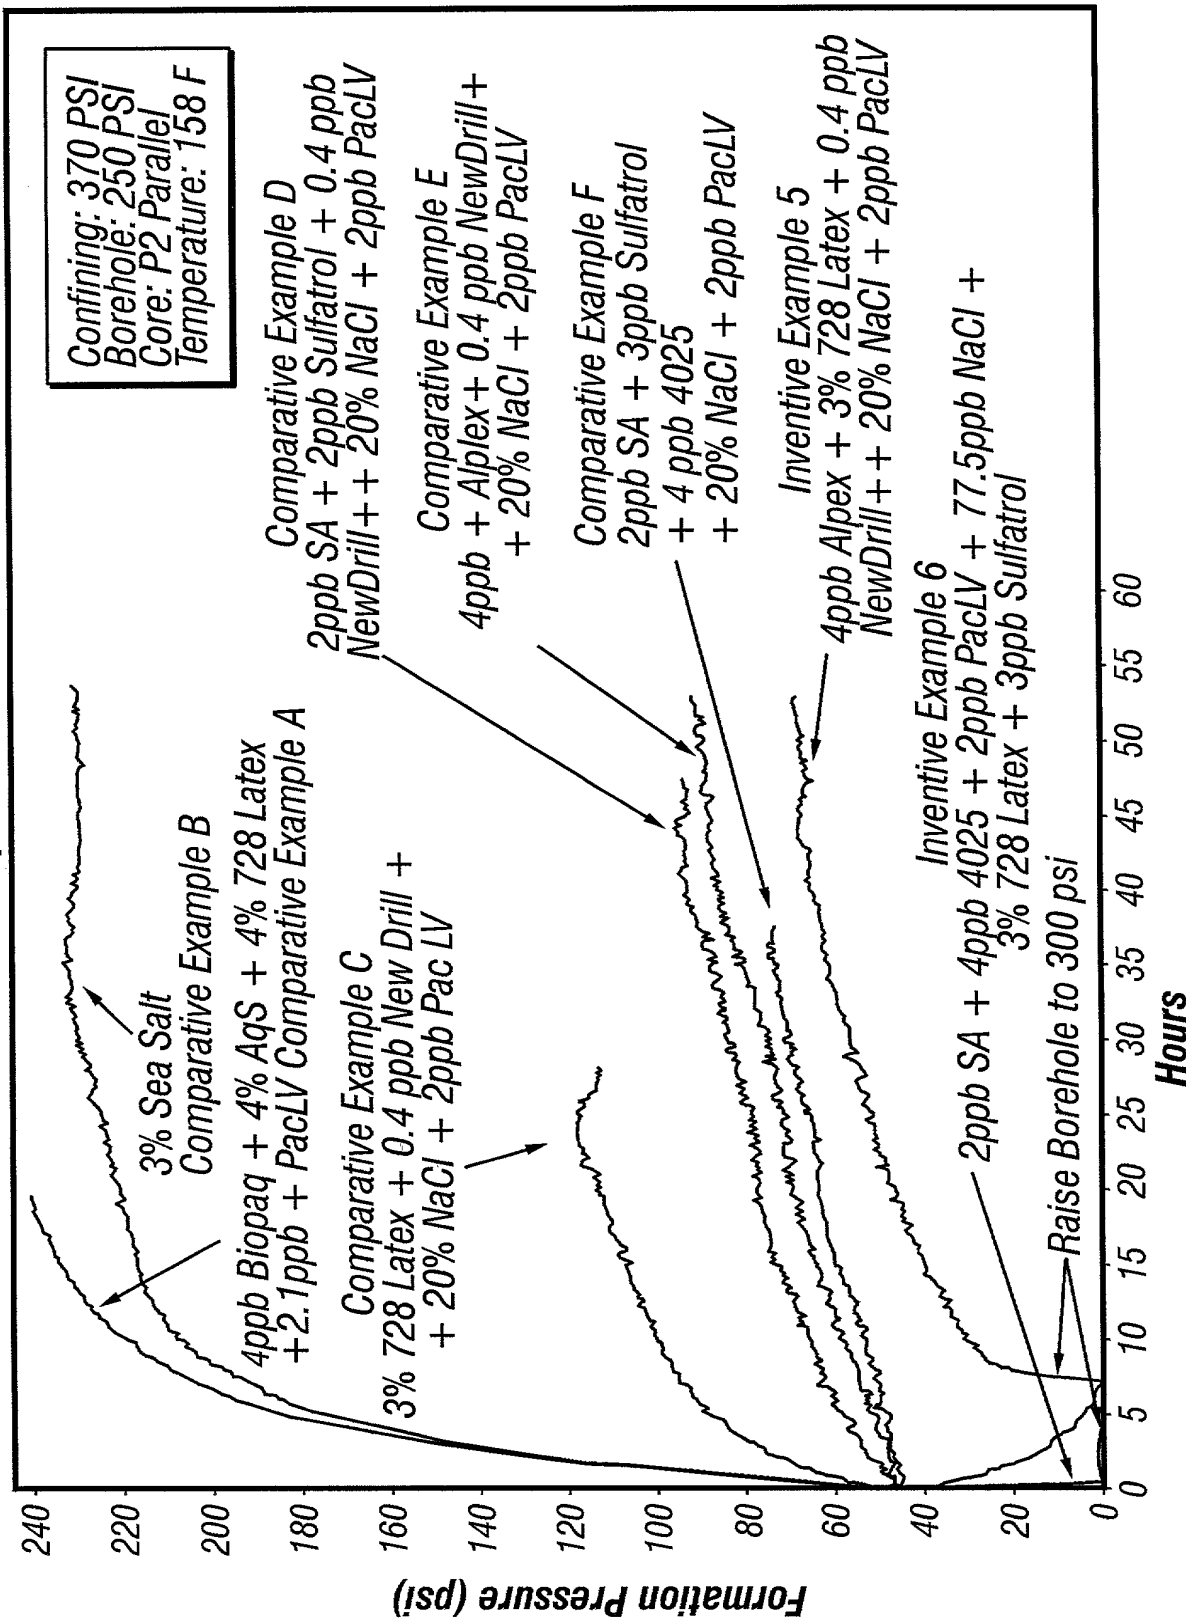 Confining: 370 PSI
Borehole: 250 PSI
Core: P2 Parallel
Temperature: 158 F
3% Sea Salt
Comparative Example B
4ppb Biopaq + 4% AqS + 4% 728 Latex
+2.1ppb + PacLV Comparative Example A
Comparative Example C
3% 728 Latex + 0.4 ppb New Drill +
+ 20% NaCl + 2ppb Pac LV
Comparative Example D
2ppb SA + 2ppb Sulfatrol + 0.4 ppb
NewDrill++ 20% NaCl + 2ppb PacLV
Comparative Example E
4ppb + Alplex+ 0.4 ppb NewDrill+
+ 20% NaCl + 2ppb PacLV
Comparative Example F
2ppb SA + 3ppb Sulfatrol
+ 4 ppb 4025
+ 20% NaCl + 2ppb PacLV
Inventive Example 5
4ppb Alpex + 3% 728 Latex + 0.4 ppb
NewDrill++ 20% NaCl + 2ppb PacLV
Inventive Example 6
2ppb SA + 4ppb 4025 + 2ppb PacLV + 77.5ppb NaCl +
3% 728 Latex + 3ppb Sulfatrol
Raise Borehole to 300 psi
Formation Pressure (psi)
240
220
200
180
160
140
120
100
80
60
40
20
0
0
5
10
15
20
25
30
35
40
45
50
55
60
Hours